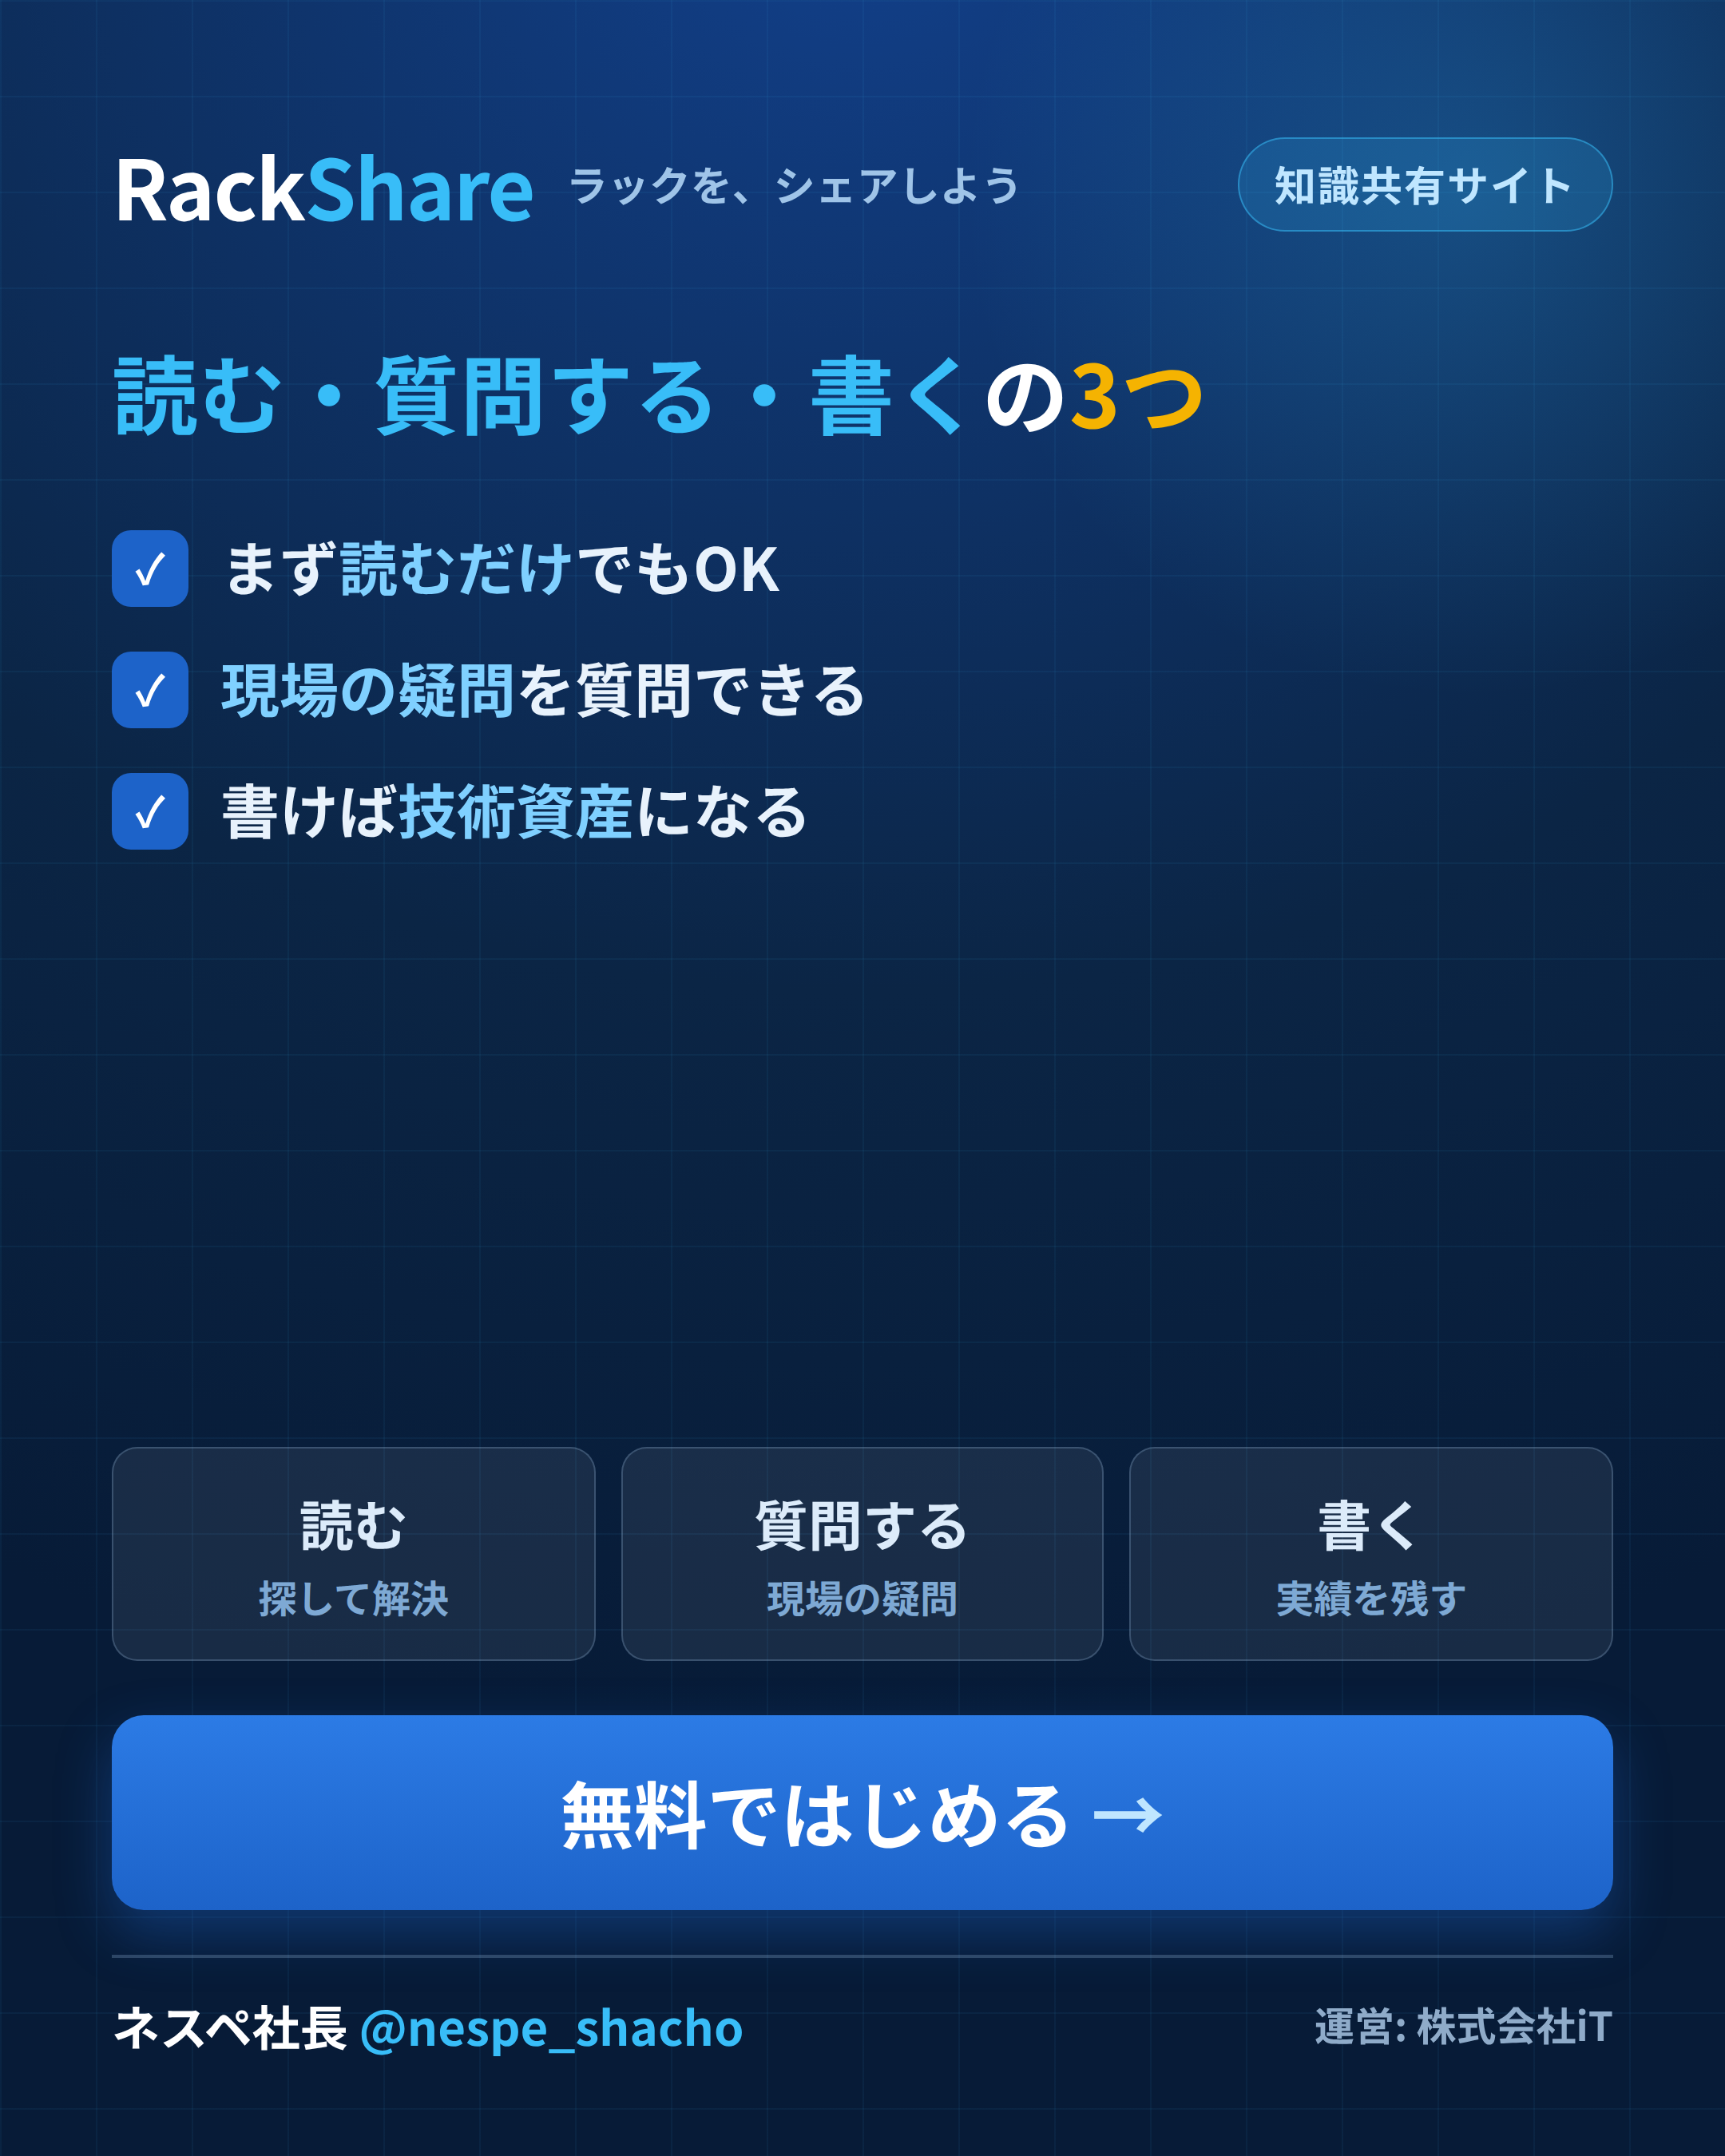 RackShare ラックを、シェアしよう 知識共有サイト
読む・質問する・書くの3つ
✓ まず読むだけでもOK
✓ 現場の疑問を質問できる
✓ 書けば技術資産になる
読む 質問する 書く
探して解決 現場の疑問 実績を残す
無料ではじめる →
ネスペ社長 @nespe_shacho 運営: 株式会社iT